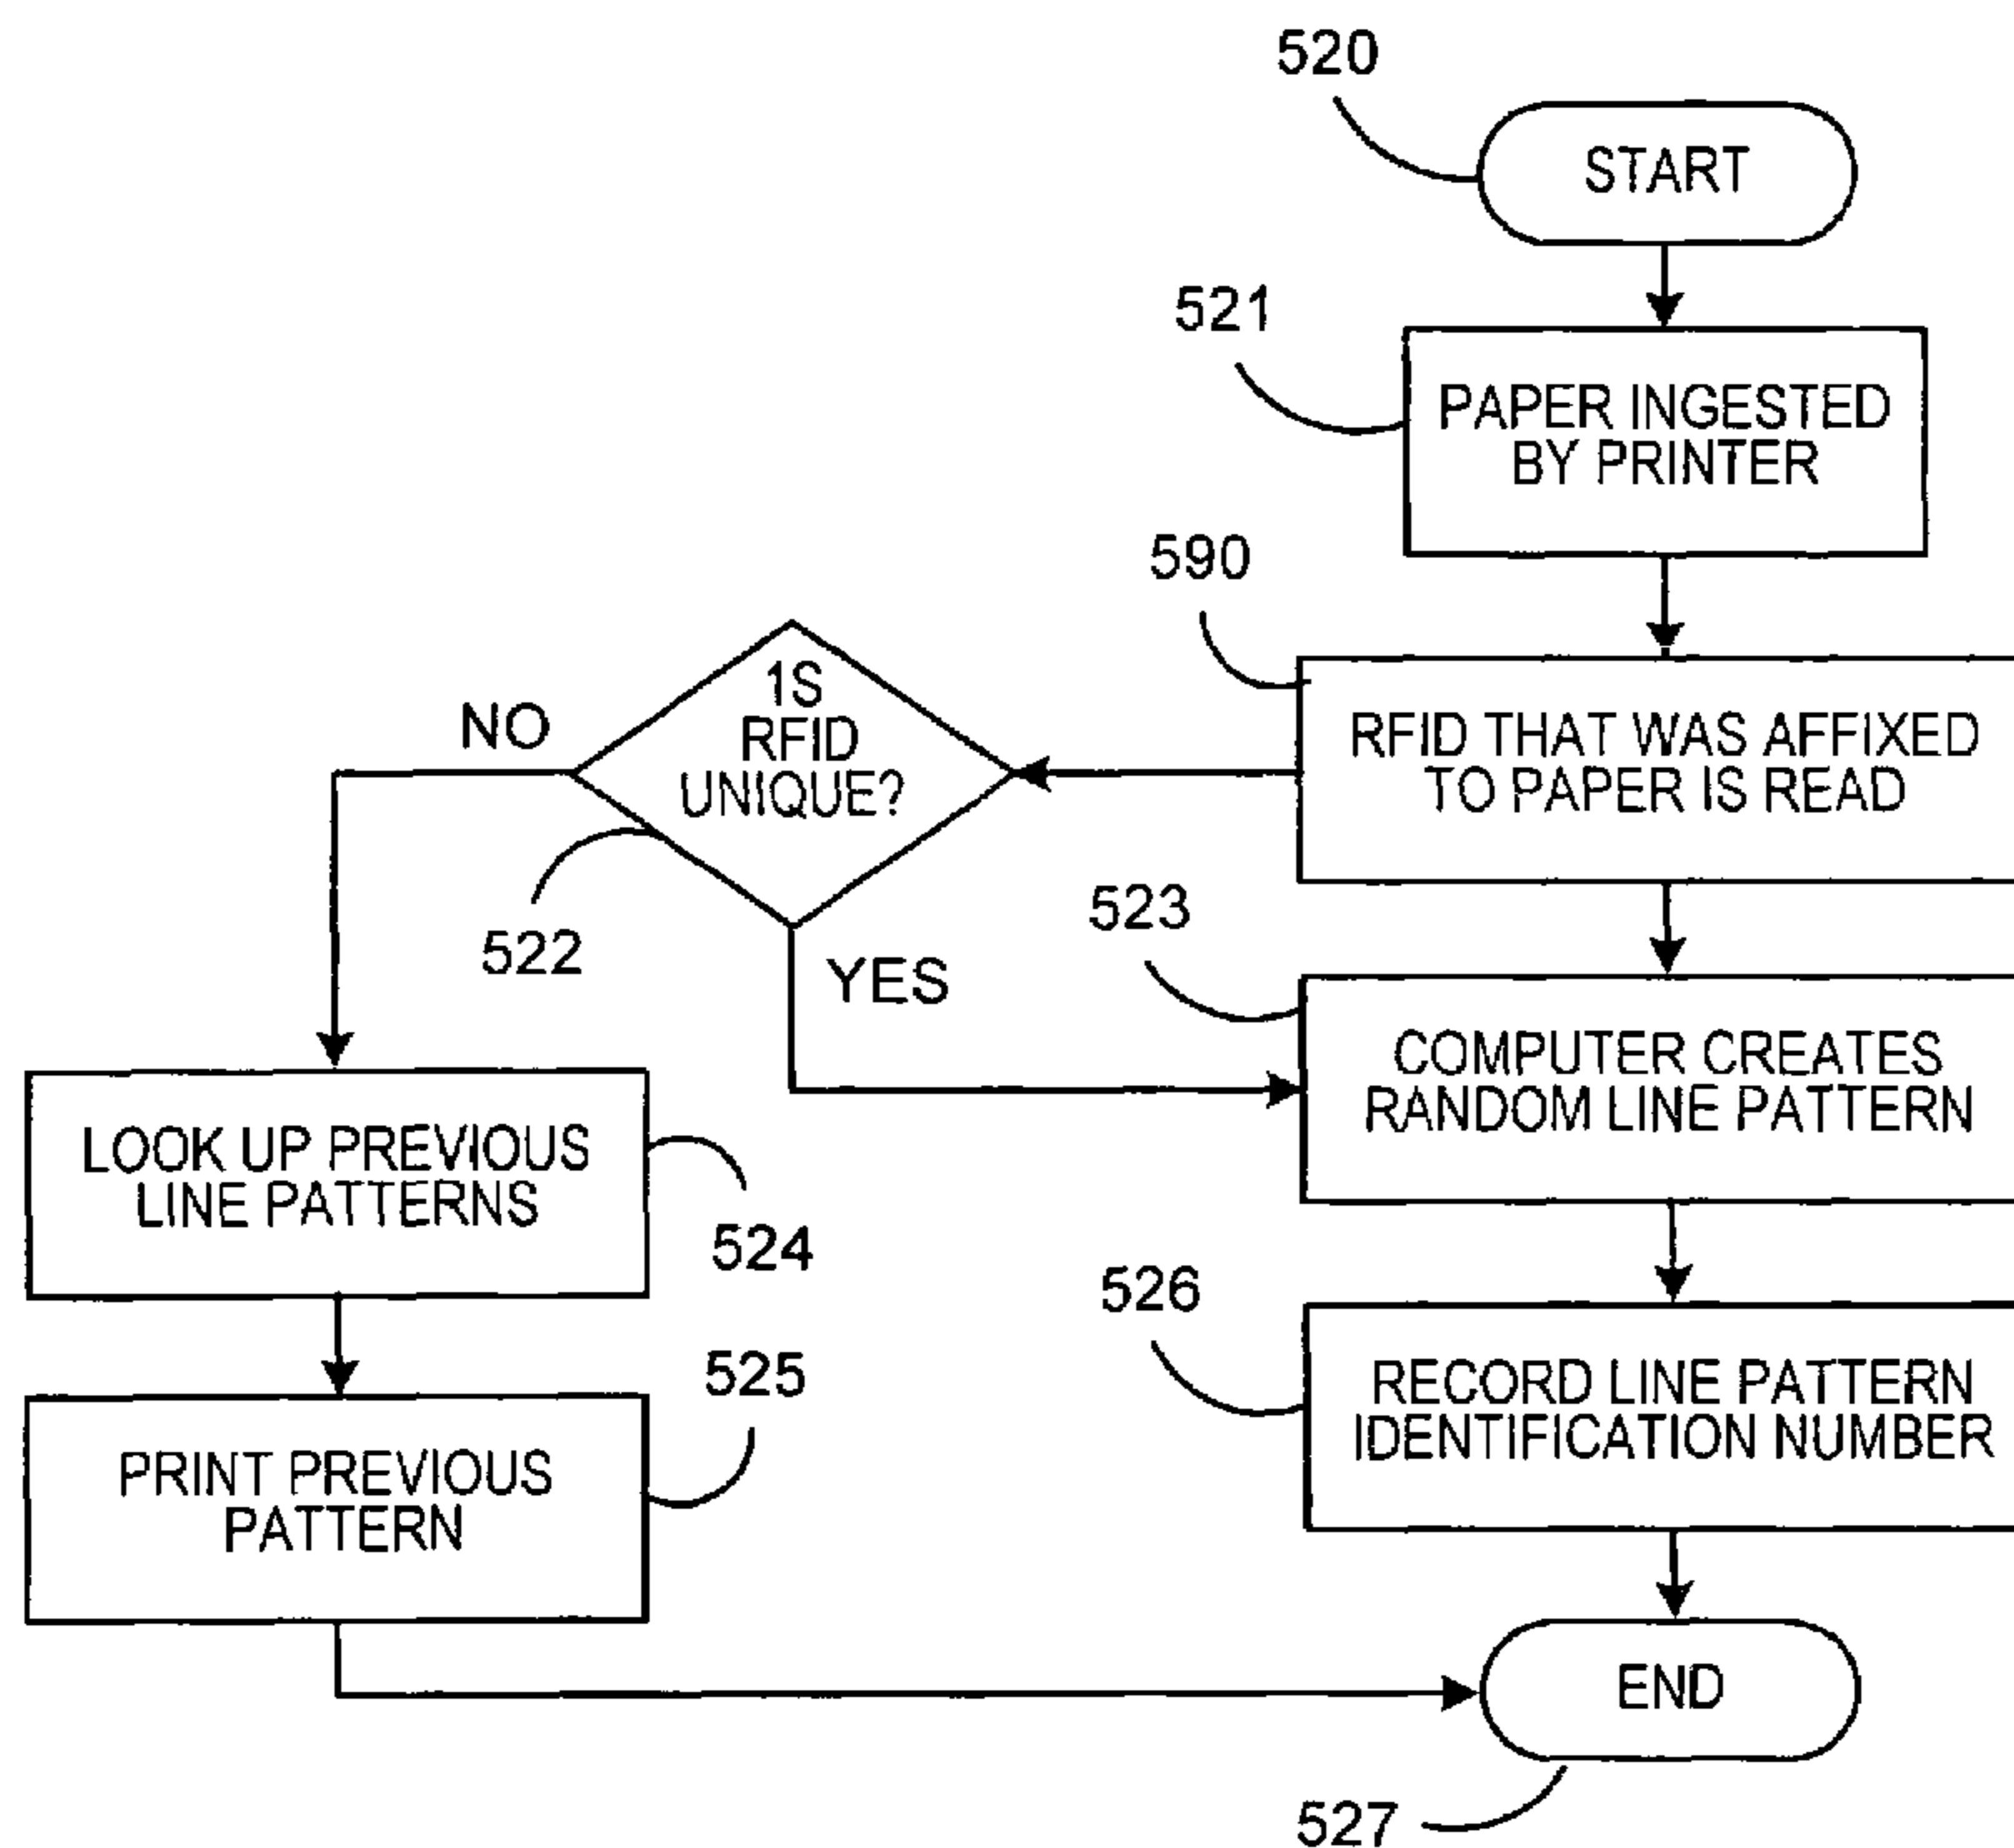 520
START
521
PAPER INGESTED
BY PRINTER
590
RFID THAT WAS AFFIXED
TO PAPER IS READ
1S
RFID
UNIQUE?
NO
522
YES
523
COMPUTER CREATES
RANDOM LINE PATTERN
LOOK UP PREVIOUS
LINE PATTERNS
524
526
RECORD LINE PATTERN
IDENTIFICATION NUMBER
525
PRINT PREVIOUS
PATTERN
END
527